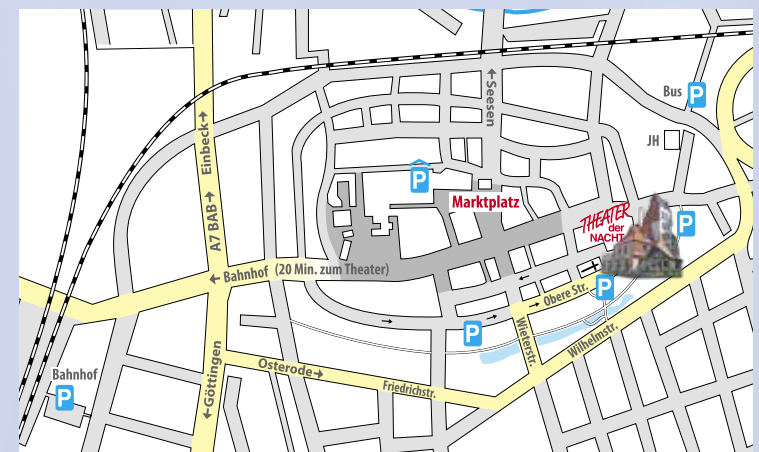 Seesen
Bus
P
Einbeck
JH
P
Marktplatz
THEATER
der
NACHT
P
A7 BAB
Bahnhof (20 Min. zum Theater)
P
Obere Str.
P
Wieterstr.
Wilhelmstr.
Osterode
Friedrichstr.
Göttingen
Bahnhof
P